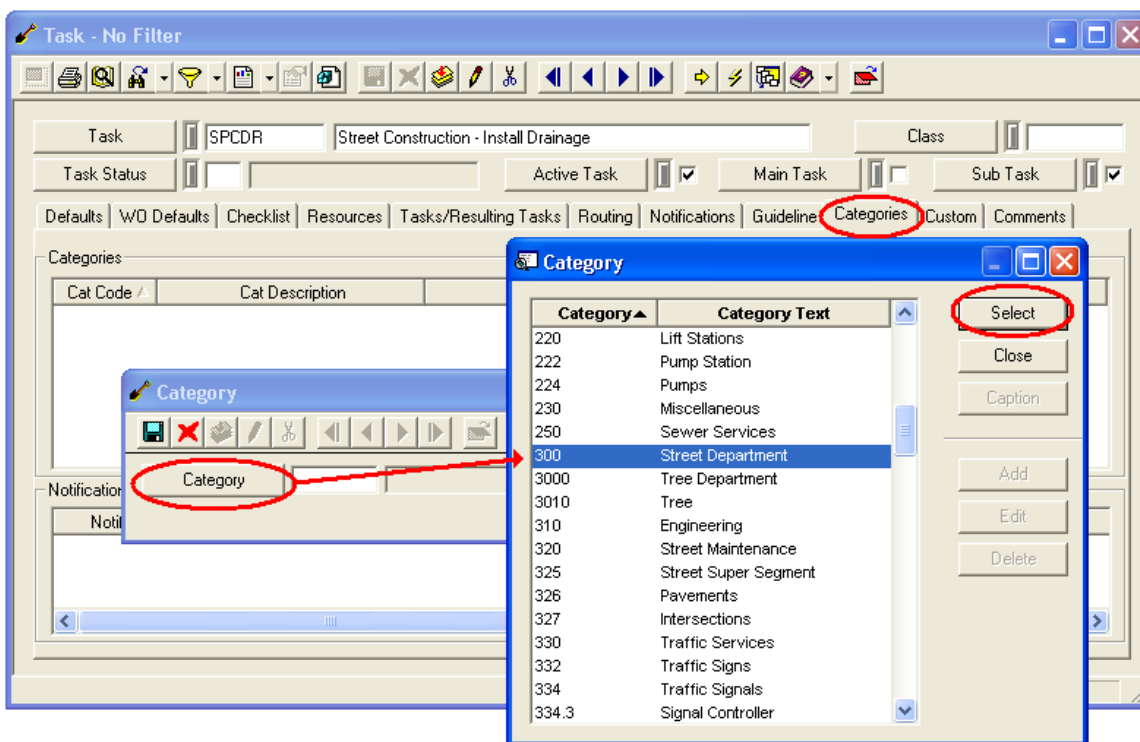 Task - No Filter
Task SPCDR Street Construction - Install Drainage Class
Task Status Active Task Main Task Sub Task
Defaults WO Defaults Checklist Resources Tasks/Resulting Tasks Routing Notifications Guideline Categories Custom Comments
Categories
Cat Code Cat Description
Category
Category
Notification
Category
Category Category Text
220 Lift Stations
222 Pump Station
224 Pumps
230 Miscellaneous
250 Sewer Services
300 Street Department
3000 Tree Department
3010 Tree
310 Engineering
320 Street Maintenance
325 Street Super Segment
326 Pavements
327 Intersections
330 Traffic Services
332 Traffic Signs
334 Traffic Signals
334.3 Signal Controller
Select
Close
Caption
Add
Edit
Delete